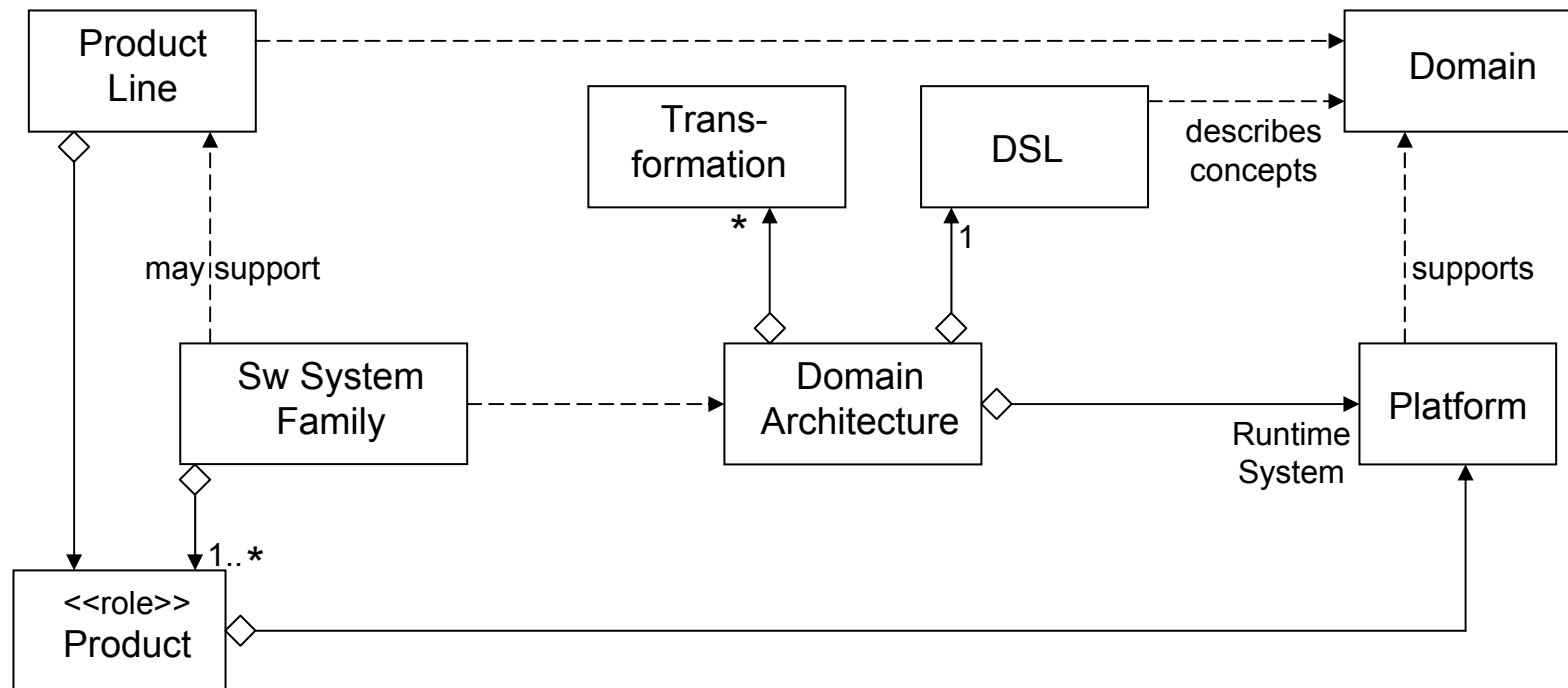 Product
Line
Domain
Trans-
formation
DSL
describes
concepts
*
1
may support
supports
Sw System
Family
Domain
Architecture
Platform
Runtime
System
1..*
<<role>>
Product